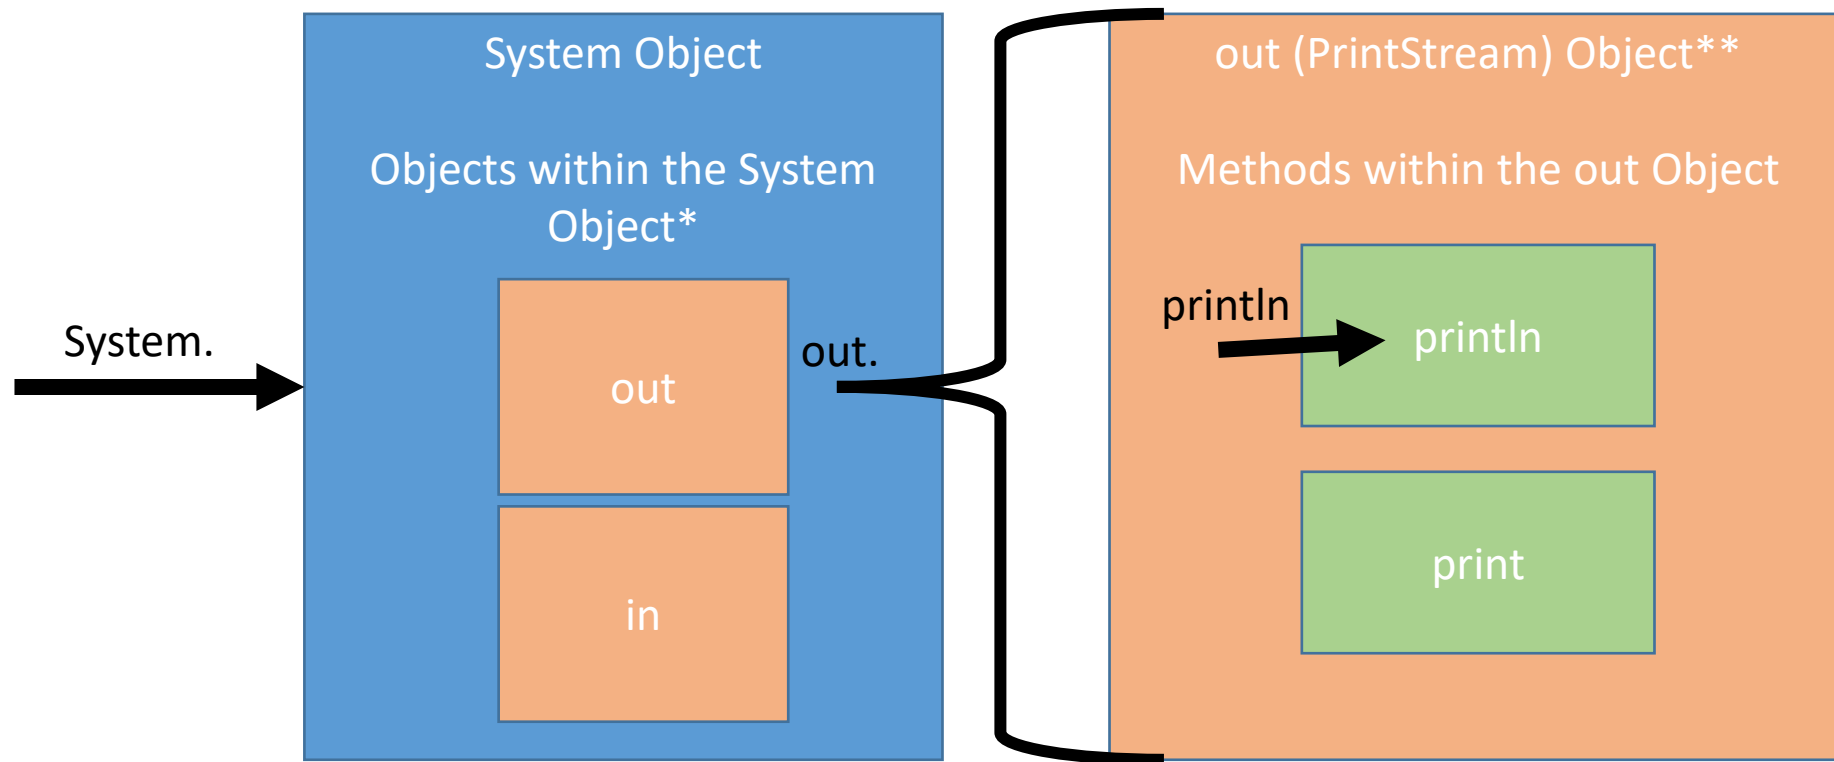 System Object
Objects within the System
Object*
System.
out
out.
in
out (PrintStream) Object**
Methods within the out Object
println
println
print